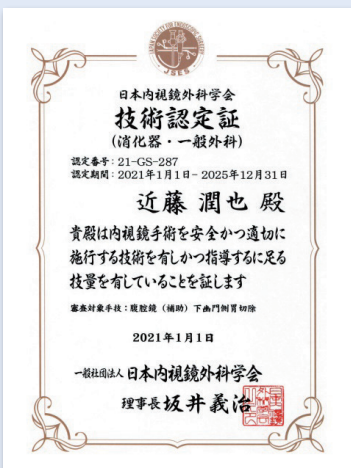 JSES
日本内視鏡外科学会
技術認定証
(消化器・一般外科)
認定番号:21-GS-287
認定期間:2021年1月1日-2025年12月31日
近藤 潤也 殿
貴殿は内視鏡手術を安全かつ適切に
施行する技術を有しかつ指導するに足る
技量を有していることを証します
審査対象手技:腹腔鏡(補助)下幽門側胃切除
2021年1月1日
一般社団法人 日本内視鏡外科学会
理事長 坂井義治